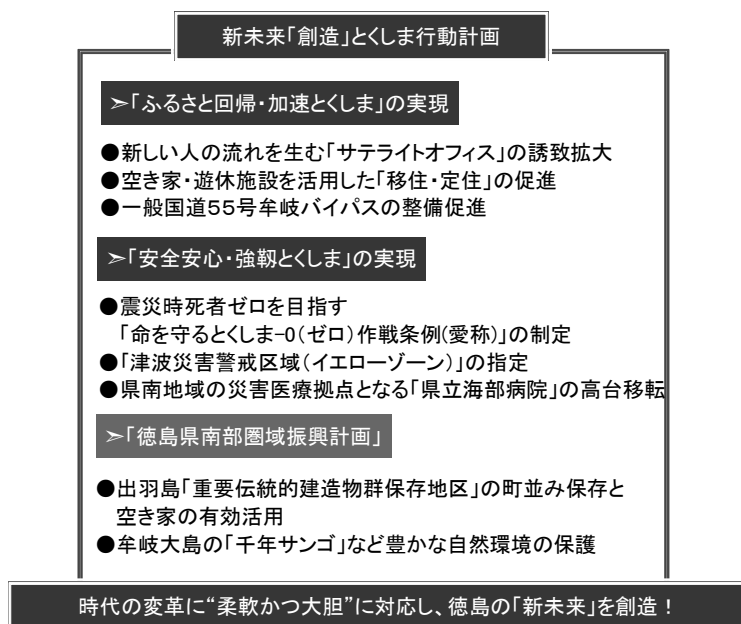 新未来「創造」とくしま行動計画
➣「ふるさと回帰・加速とくしま」の実現
●新しい人の流れを生む「サテライトオフィス」の誘致拡大
●空き家・遊休施設を活用した「移住・定住」の促進
●一般国道５５号牟岐バイパスの整備促進
➣「安全安心・強靱とくしま」の実現
●震災時死者ゼロを目指す
「命を守るとくしま-０（ゼロ）作戦条例(愛称)」の制定
●「津波災害警戒区域（イエローゾーン）」の指定
●県南地域の災害医療拠点となる「県立海部病院」の高台移転
➣「徳島県南部圏域振興計画」
●出羽島「重要伝統的建造物群保存地区」の町並み保存と
空き家の有効活用
●牟岐大島の「千年サンゴ」など豊かな自然環境の保護
時代の変革に“柔軟かつ大胆”に対応し、徳島の「新未来」を創造！